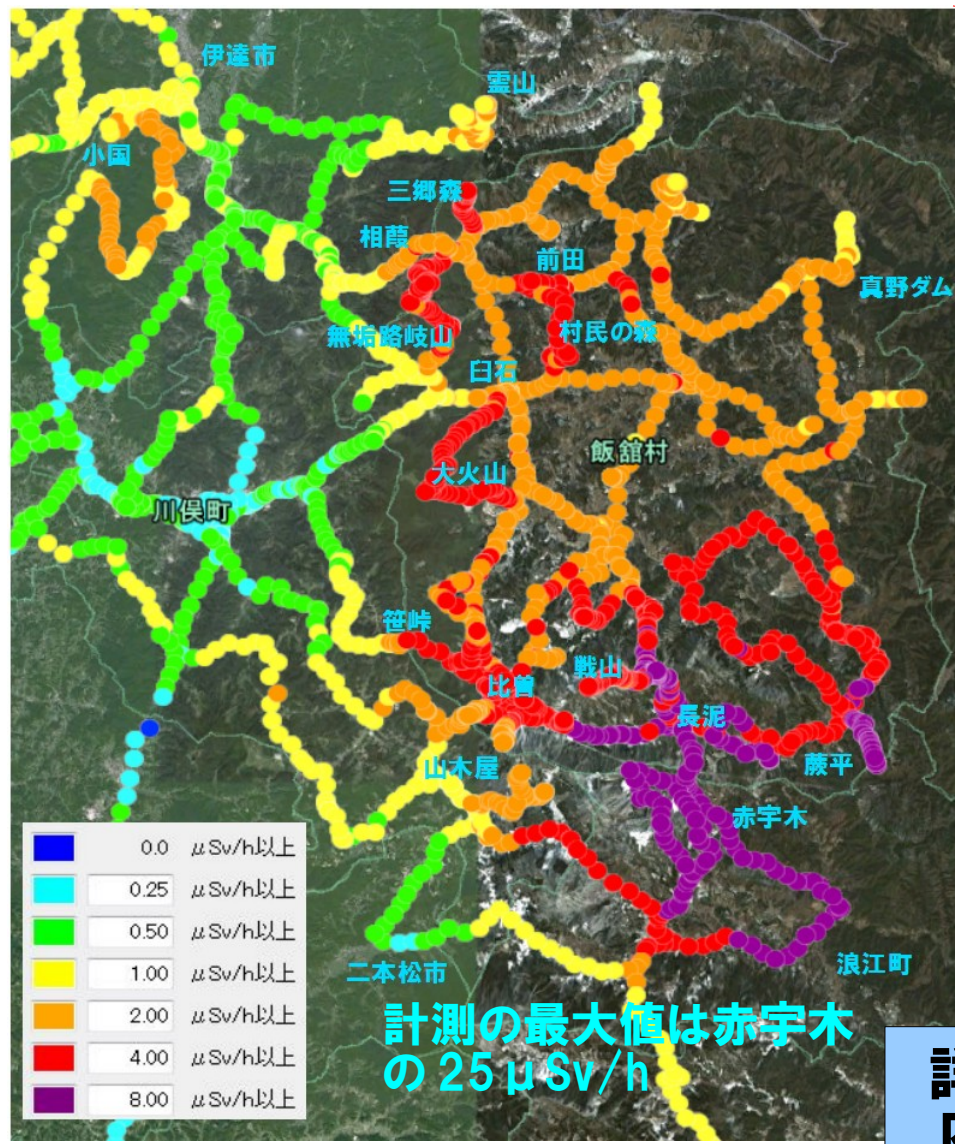 伊達市
霊山
小国
三郷森
相葭
前田
真野ダム
無垢路岐山
村民の森
臼石
飯舘村
大火山
川俣町
笹峠
戦山
比曽
長泥
山木屋
蕨平
赤宇木
二本松市
浪江町
計測の最大値は赤宇木
の25μSv/h
0.0 μSv/h以上
0.25 μSv/h以上
0.50 μSv/h以上
1.00 μSv/h以上
2.00 μSv/h以上
4.00 μSv/h以上
8.00 μSv/h以上